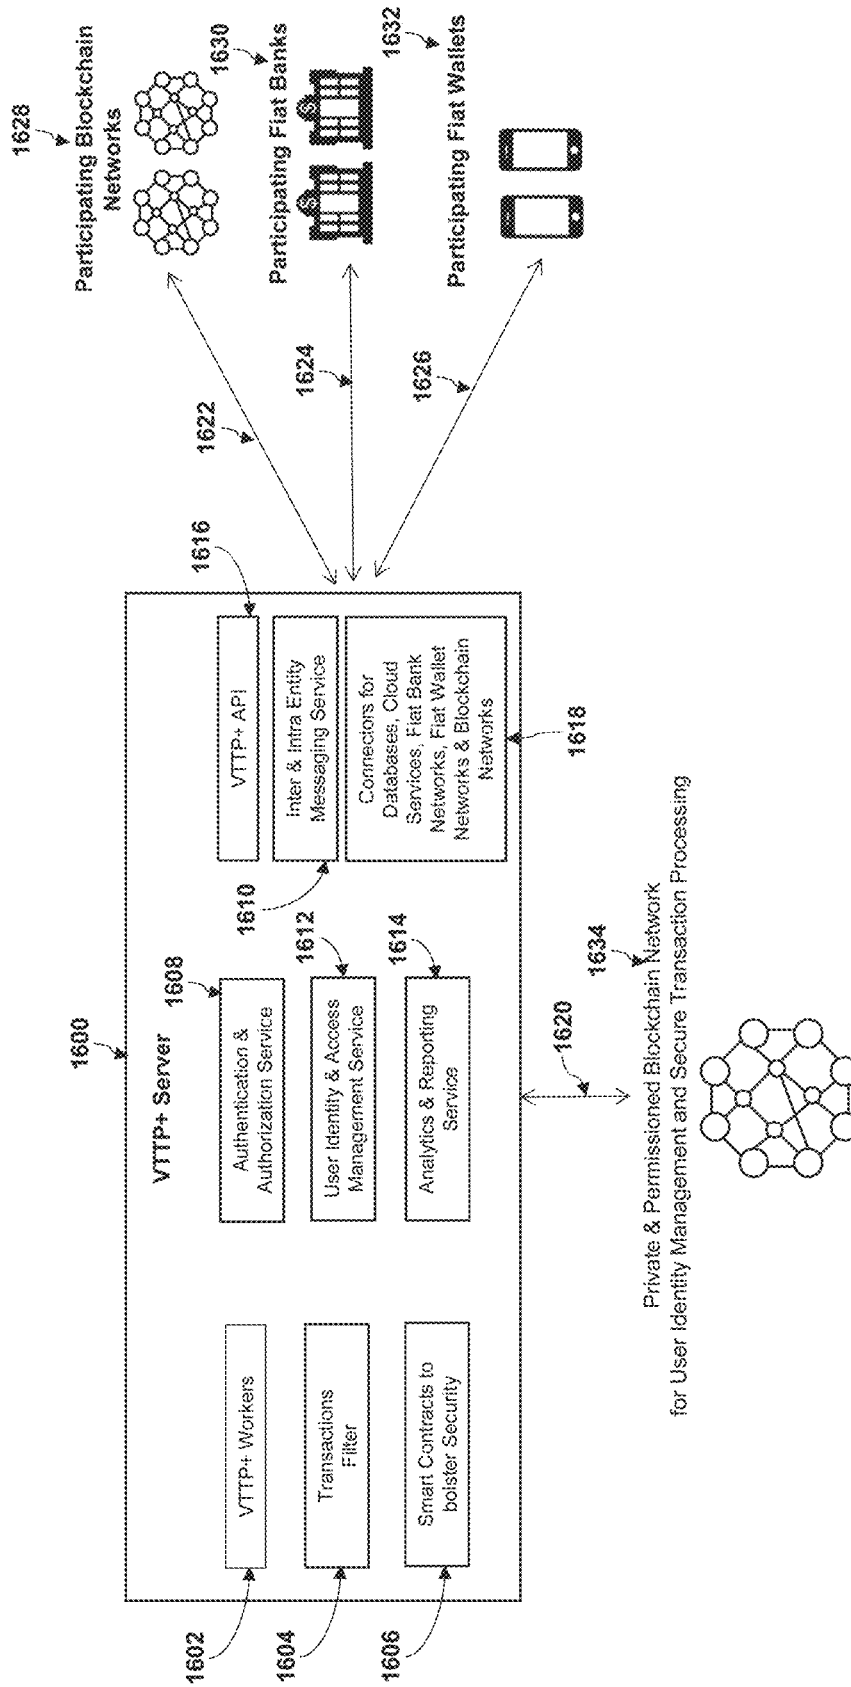 1600
VTTP+ Server
1602
VTTP+ Workers
1604
Transactions
Filter
1606
Smart Contracts to
bolster Security
1608
Authentication &
Authorization Service
1612
User Identity & Access
Management Service
1614
Analytics & Reporting
Service
1616
VTTP+ API
1610
Inter & Intra Entity
Messaging Service
Connectors for
Databases, Cloud
Services, Fiat Bank
Networks, Fiat Wallet
Networks & Blockchain
Networks
1618
1622
1624
1626
1628
Participating Blockchain
Networks
1630
Participating Fiat Banks
1632
Participating Fiat Wallets
1620
1634
Private & Permissioned Blockchain Network
for User Identity Management and Secure Transaction Processing